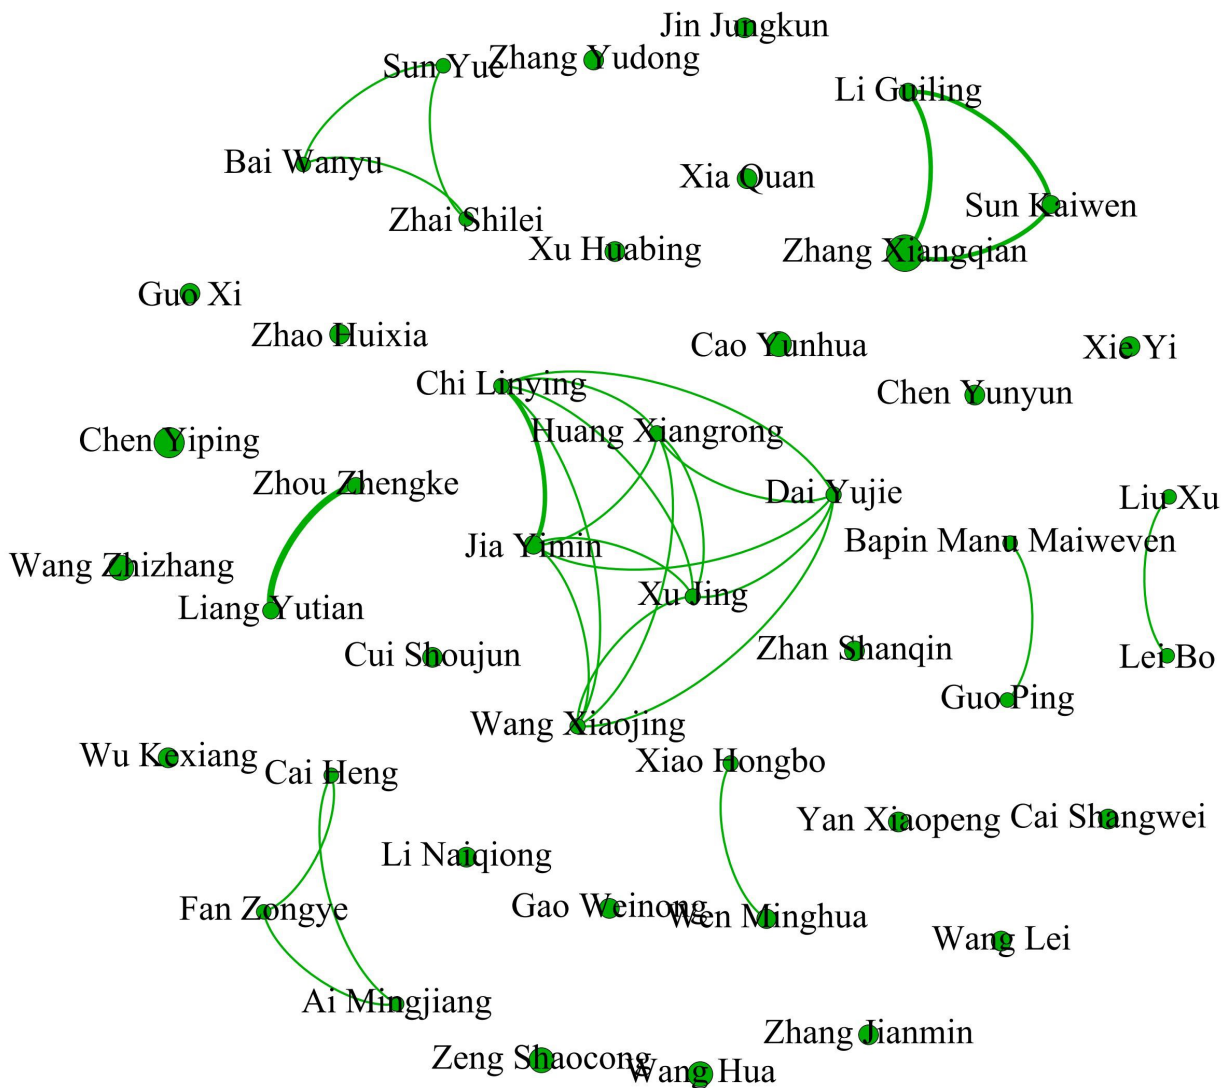 Jin Jungkun
Sun Yue
Zhang Yudong
Li Guiling
Bai Wanyu
Xia Quan
Sun Kaiwen
Zhai Shilei
Xu Huabing
Zhang Xiangqian
Guo Xi
Zhao Huixia
Cao Yunhua
Xie Yi
Chi Linying
Chen Yunyun
Huang Xiangrong
Chen Yiping
Zhou Zhengke
Dai Yujie
Liu Xu
Jia Yimin
Bapin Manu Maiweven
Wang Zhizhang
Liang Yutian
Xu Jing
Cui Shoujun
Zhan Shanqin
Lei Bo
Guo Ping
Wang Xiaojing
Wu Kexiang
Cai Heng
Xiao Hongbo
Yan Xiaopeng
Cai Shangwei
Li Naiqiong
Fan Zongye
Gao Weinong
Wen Minghua
Wang Lei
Ai Mingjiang
Zhang Jianmin
Zeng Shaocong
Wang Hua